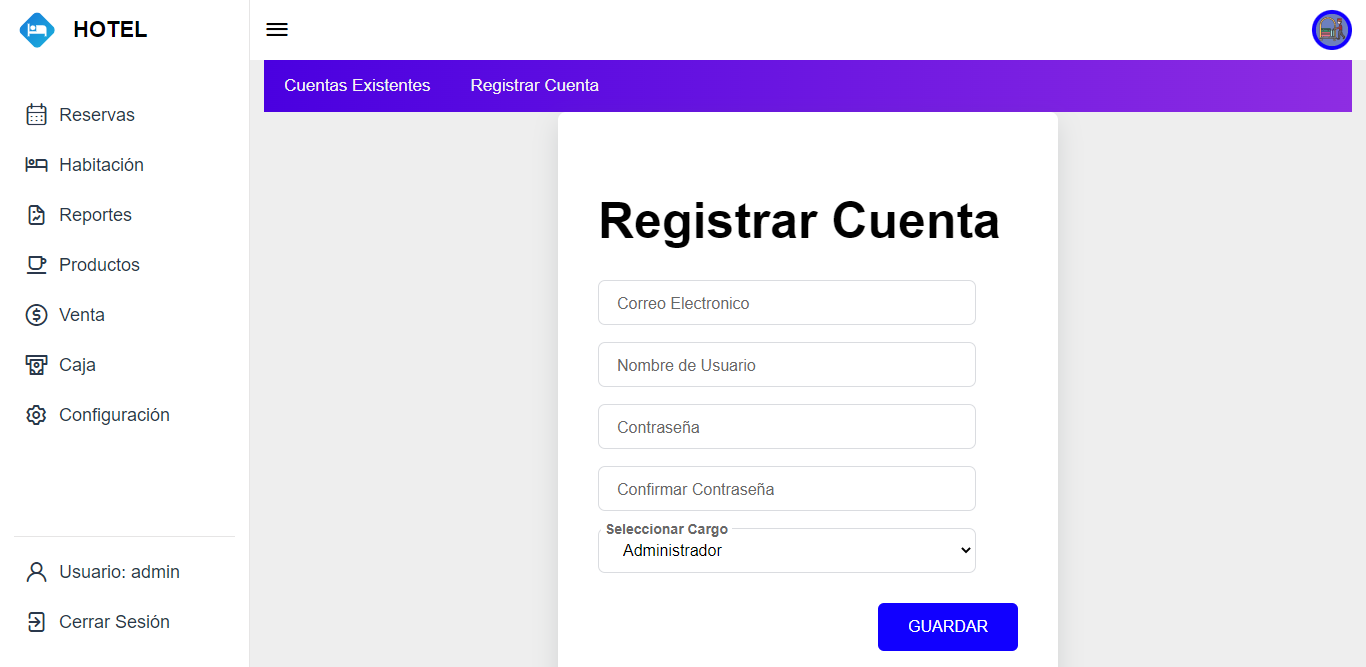 HOTEL
Reservas
Habitación
Reportes
Productos
Venta
Caja
Configuración
Usuario: admin
Cerrar Sesión
Cuentas Existentes Registrar Cuenta
Registrar Cuenta
Correo Electronico
Nombre de Usuario
Contraseña
Confirmar Contraseña
Seleccionar Cargo
Administrador
GUARDAR